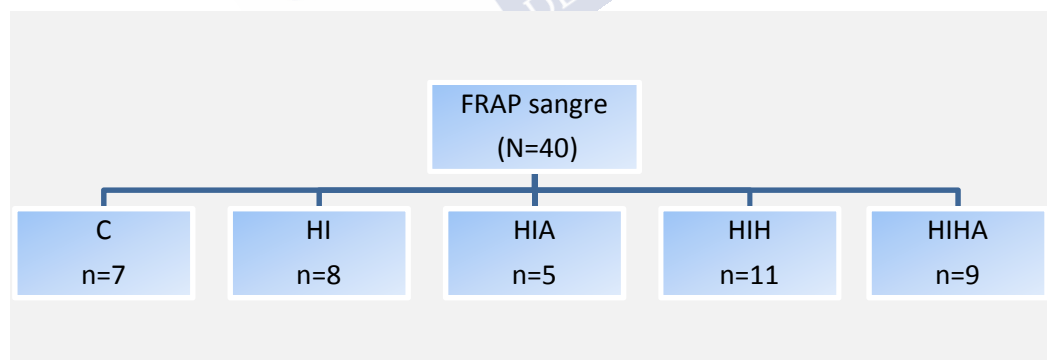 FRAP sangre
(N=40)
C
n=7
HI
n=8
HIA
n=5
HIH
n=11
HIHA
n=9